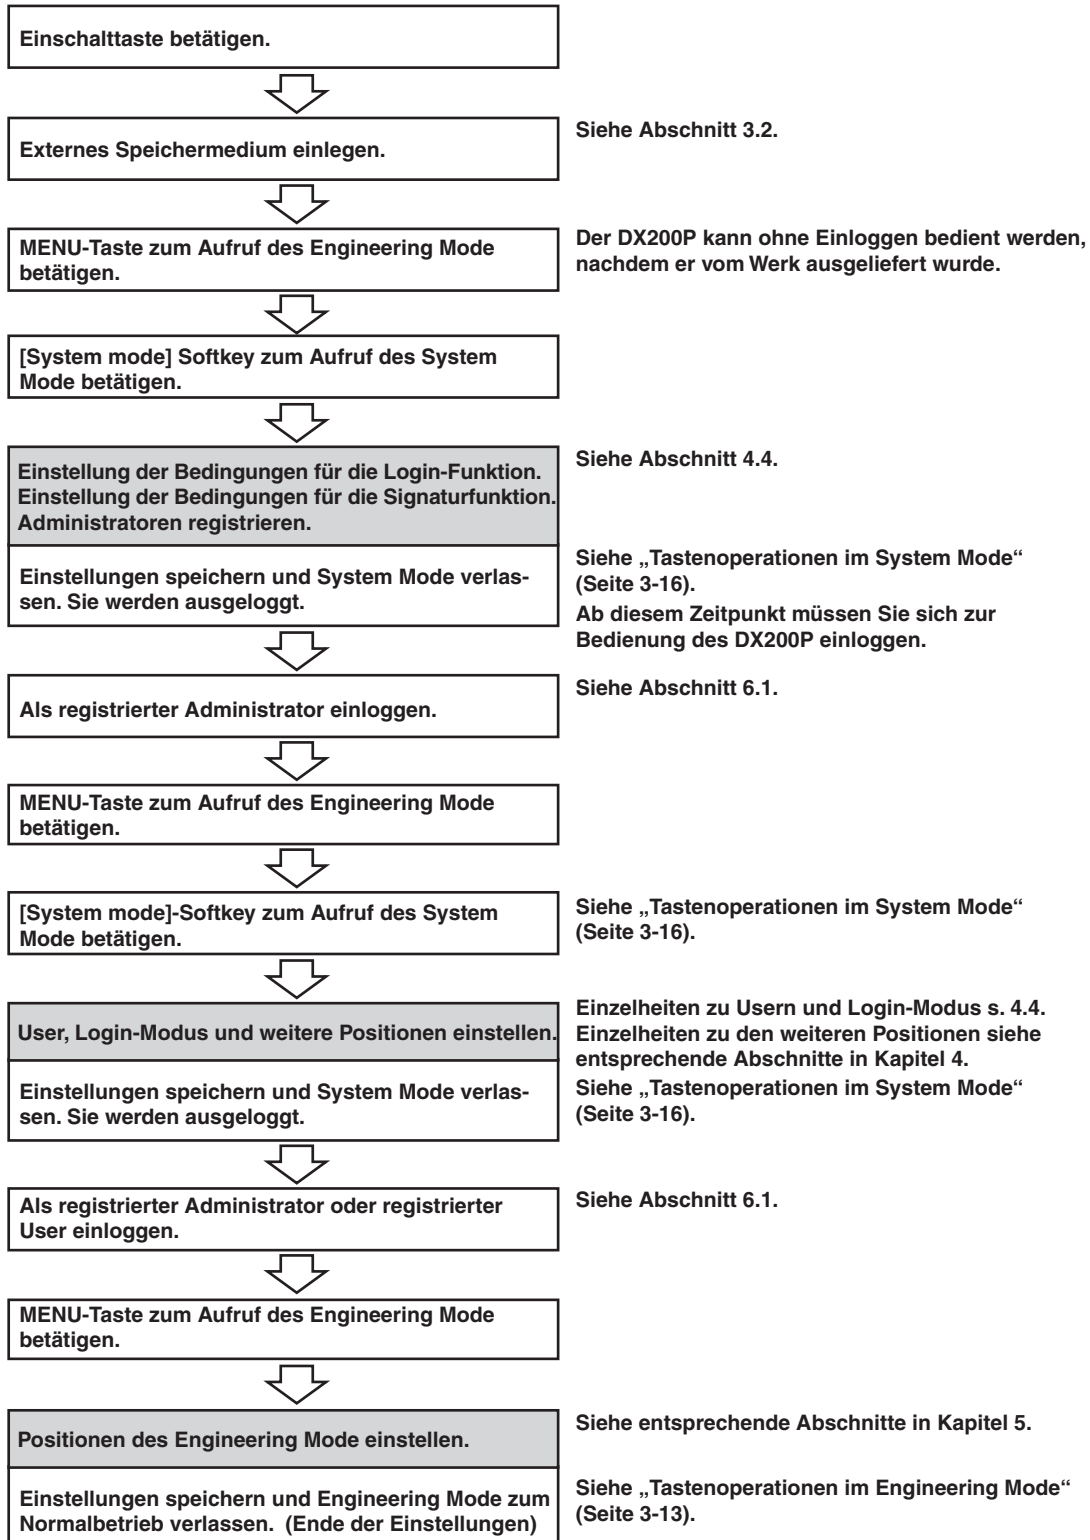 Einschalttaste betätigen.
Externes Speichermedium einlegen.
Siehe Abschnitt 3.2.
MENU-Taste zum Aufruf des Engineering Mode
betätigen.
Der DX200P kann ohne Einloggen bedient werden,
nachdem er vom Werk ausgeliefert wurde.
[System mode] Softkey zum Aufruf des System
Mode betätigen.
Einstellung der Bedingungen für die Login-Funktion.
Einstellung der Bedingungen für die Signaturfunktion.
Administratoren registrieren.
Siehe Abschnitt 4.4.
Einstellungen speichern und System Mode verlas-
sen. Sie werden ausgeloggt.
Siehe „Tastenoperationen im System Mode“
(Seite 3-16).
Ab diesem Zeitpunkt müssen Sie sich zur
Bedienung des DX200P einloggen.
Als registrierter Administrator einloggen.
Siehe Abschnitt 6.1.
MENU-Taste zum Aufruf des Engineering Mode
betätigen.
[System mode]-Softkey zum Aufruf des System
Mode betätigen.
Siehe „Tastenoperationen im System Mode“
(Seite 3-16).
User, Login-Modus und weitere Positionen einstellen.
Einzelheiten zu Usern und Login-Modus s. 4.4.
Einzelheiten zu den weiteren Positionen siehe
entsprechende Abschnitte in Kapitel 4.
Einstellungen speichern und System Mode verlas-
sen. Sie werden ausgeloggt.
Siehe „Tastenoperationen im System Mode“
(Seite 3-16).
Als registrierter Administrator oder registrierter
User einloggen.
Siehe Abschnitt 6.1.
MENU-Taste zum Aufruf des Engineering Mode
betätigen.
Positionen des Engineering Mode einstellen.
Siehe entsprechende Abschnitte in Kapitel 5.
Einstellungen speichern und Engineering Mode zum
Normalbetrieb verlassen. (Ende der Einstellungen)
Siehe „Tastenoperationen im Engineering Mode“
(Seite 3-13).